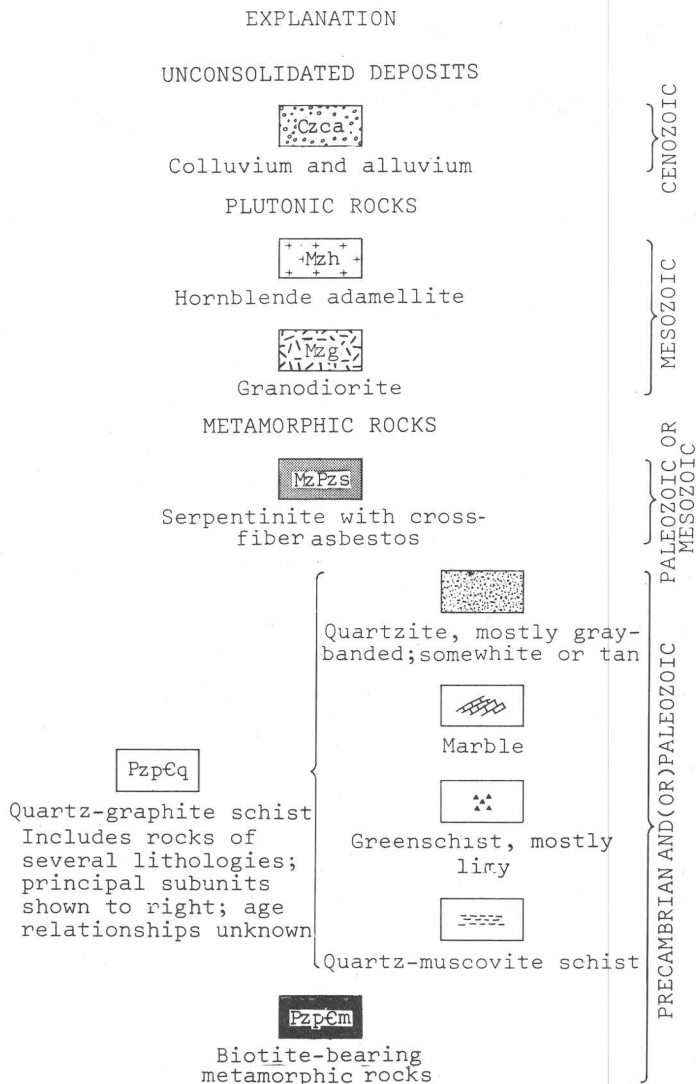 EXPLANATION
UNCONSOLIDATED DEPOSITS
Czca
Colluvium and alluvium
CENOZOIC
PLUTONIC ROCKS
Mzh
Hornblende adamellite
Mzg
Granodiorite
MESOZOIC
METAMORPHIC ROCKS
MzPzs
Serpentinite with cross-
fiber asbestos
PALEOZOIC OR
MESOZOIC
Quartzite, mostly gray-
banded; some white or tan
Marble
Pzp€q
Quartz-graphite schist
Includes rocks of
several lithologies;
principal subunits
shown to right; age
relationships unknown
Greenschist, mostly
limy
Quartz-muscovite schist
Pzp€m
Biotite-bearing
metamorphic rocks
PRECAMBRIAN AND(OR)PALEOZOIC